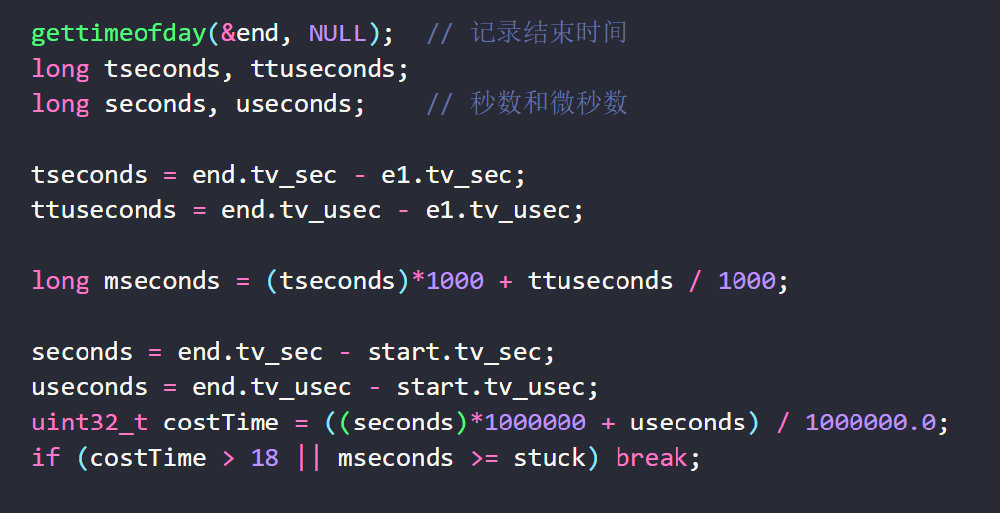 gettimeofday(&end, NULL);  // 记录结束时间
long tseconds, ttuseconds;
long seconds, useconds;    // 秒数和微秒数
tseconds = end.tv_sec - e1.tv_sec;
ttuseconds = end.tv_usec - e1.tv_usec;
long mseconds = (tseconds)*1000 + ttuseconds / 1000;
seconds = end.tv_sec - start.tv_sec;
useconds = end.tv_usec - start.tv_usec;
uint32_t costTime = ((seconds)*1000000 + useconds) / 1000000.0;
if (costTime > 18 || mseconds >= stuck) break;